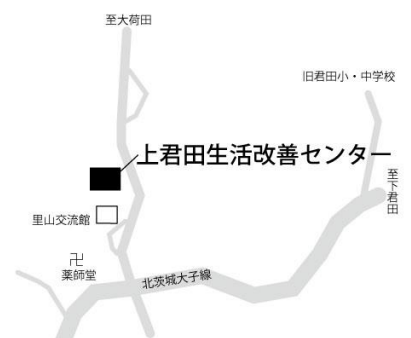 至大荷田
旧君田小・中学校
上君田生活改善センター
至下君田
里山交流館
卍
薬師堂
北茨城大子線